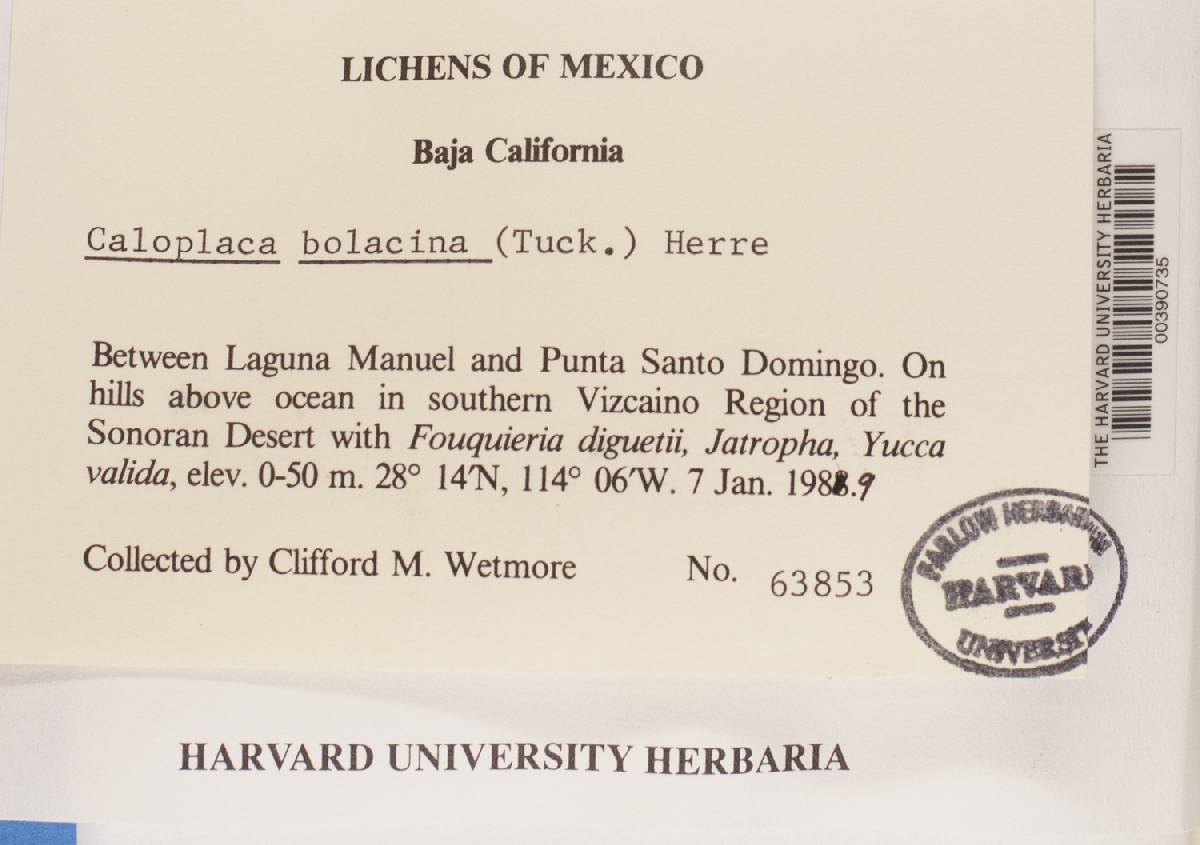 LICHENS OF MEXICO
Baja California
Caloplaca bolacina (Tuck.) Herre
Between Laguna Manuel and Punta Santo Domingo. On
hills above ocean in southern Vizcaino Region of the
Sonoran Desert with Fouquieria diguetii, Jatropha, Yucca
valida, elev. 0-50 m. 28° 14′N, 114° 06′W. 7 Jan. 1988.9
Collected by Clifford M. Wetmore No. 63853
FARLOW HERBARIUM
HARVARD
UNIVERSITY
THE HARVARD UNIVERSITY HERBARIA
00390735
HARVARD UNIVERSITY HERBARIA